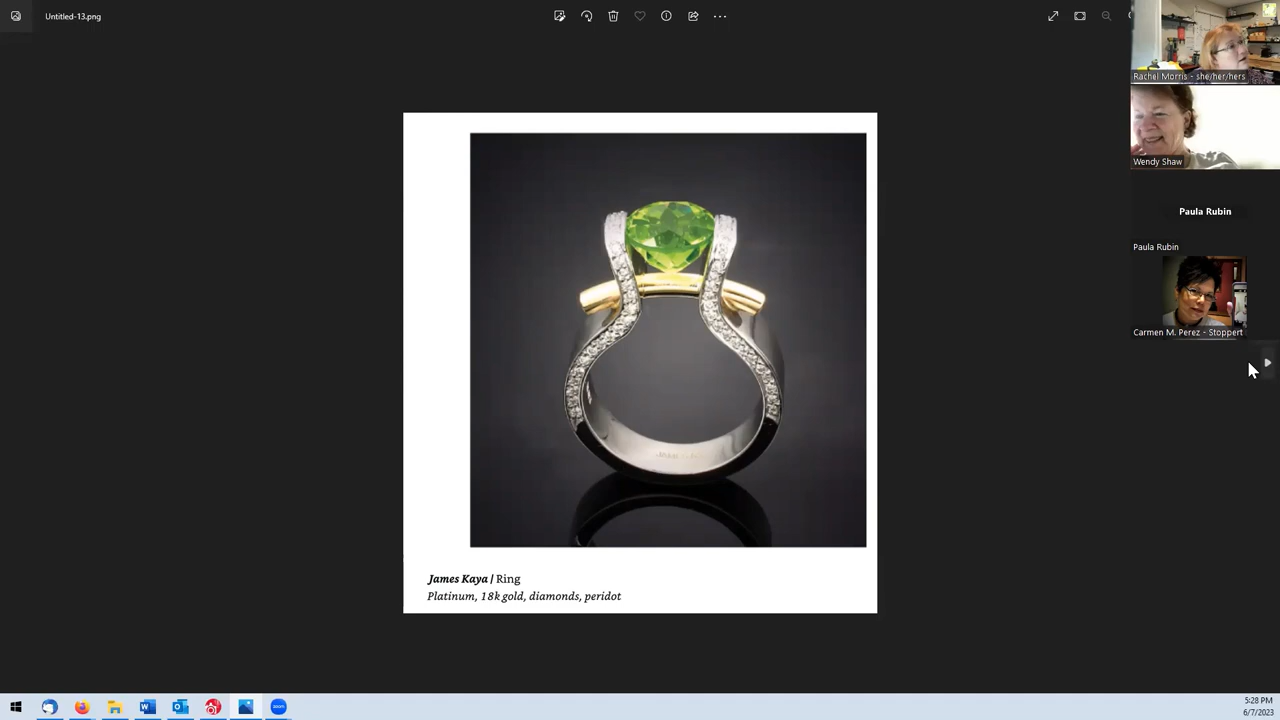 Untitled-13.png
Rachel Morris - she/her/hers
Wendy Shaw
Paula Rubin
Paula Rubin
Carmen M. Perez - Stoppert
James Kaya / Ring
Platinum, 18k gold, diamonds, peridot
zoom
5:28 PM
6/7/2023